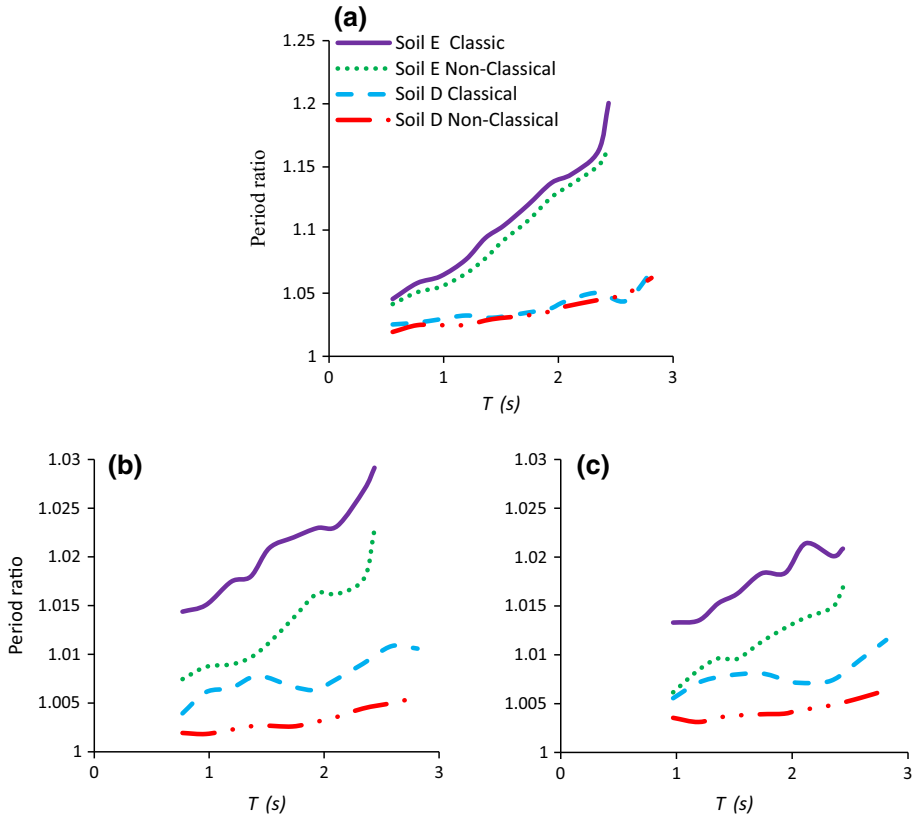 (a)
1.25
1.2
1.15
1.1
1.05
1
Period ratio
Soil E Classic
Soil E Non-Classical
Soil D Classical
Soil D Non-Classical
0 1 2 3
T (s)
(b)
1.03
1.025
1.02
1.015
1.01
1.005
1
Period ratio
0 1 2 3
T (s)
(c)
1.03
1.025
1.02
1.015
1.01
1.005
1
0 1 2 3
T (s)